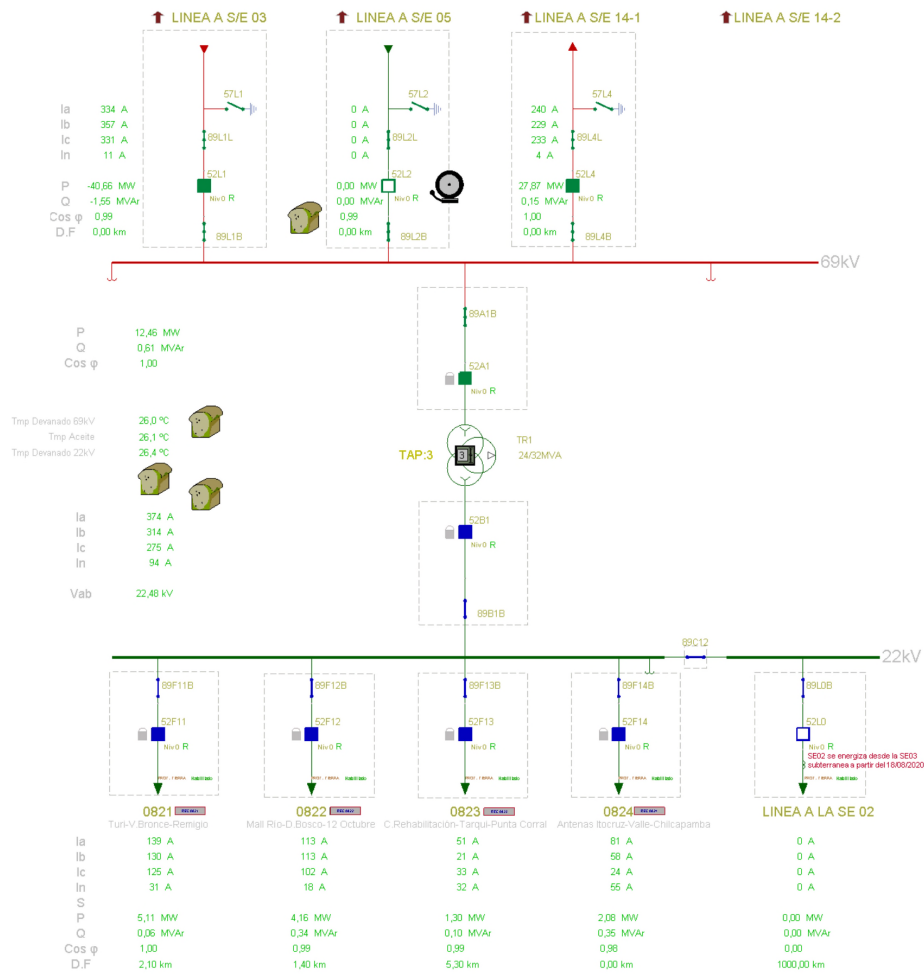 LINEA A S/E 03
LINEA A S/E 05
LINEA A S/E 14-1
LINEA A S/E 14-2
57L1
57L2
57L4
Ia 334 A 0 A 240 A
Ib 357 A 0 A 229 A
Ic 331 A 0 A 233 A
In 11 A 0 A 4 A
89L1L
89L2L
89L4L
52L1
52L2
52L4
P -40,66 MW 0,00 MW 27,87 MW
Q -1,55 MVAr 0,00 MVAr 0,15 MVAr
Niv0 R
Niv0 R
Niv0 R
Cos φ 0,99 0,99 1,00
D.F 0,00 km 0,00 km 0,00 km
89L1B
89L2B
89L4B
69kV
89A1B
P 12,46 MW
Q 0,61 MVAr
Cos φ 1,00
52A1
Niv0 R
Tmp Devanado 69kV 26,0 ºC
Tmp Aceite 26,1 ºC
Tmp Devanado 22kV 26,4 ºC
TAP:3
3
TR1
24/32MVA
52B1
Niv0 R
Ia 374 A
Ib 314 A
Ic 275 A
In 94 A
Vab 22,48 kV
89B1B
89C12
22kV
89F11B
89F12B
89F13B
89F14B
89L0B
52F11
52F12
52F13
52F14
52L0
Niv0 R
Niv0 R
Niv0 R
Niv0 R
Niv0 R
SE02 se energiza desde la SE03
subterranea a partir del 18/08/2020
0821
0822
0823
0824
LINEA A LA SE 02
Turi-V.Bronce-Remigio
Mall Rio-D.Bosco-12 Octubre
C.Rehabilitación-Tarqui-Punta Corral
Antenas Itocruz-Valle-Chilcapamba
Ia 139 A 113 A 51 A 81 A 0 A
Ib 130 A 113 A 21 A 58 A 0 A
Ic 125 A 102 A 33 A 24 A 0 A
In 31 A 18 A 32 A 55 A 0 A
S
P 5,11 MW 4,16 MW 1,30 MW 2,08 MW 0,00 MW
Q 0,06 MVAr 0,34 MVAr 0,10 MVAr 0,35 MVAr 0,00 MVAr
Cos φ 1,00 0,99 0,99 0,98 0,00
D.F 2,10 km 1,40 km 5,30 km 0,00 km 1000,00 km